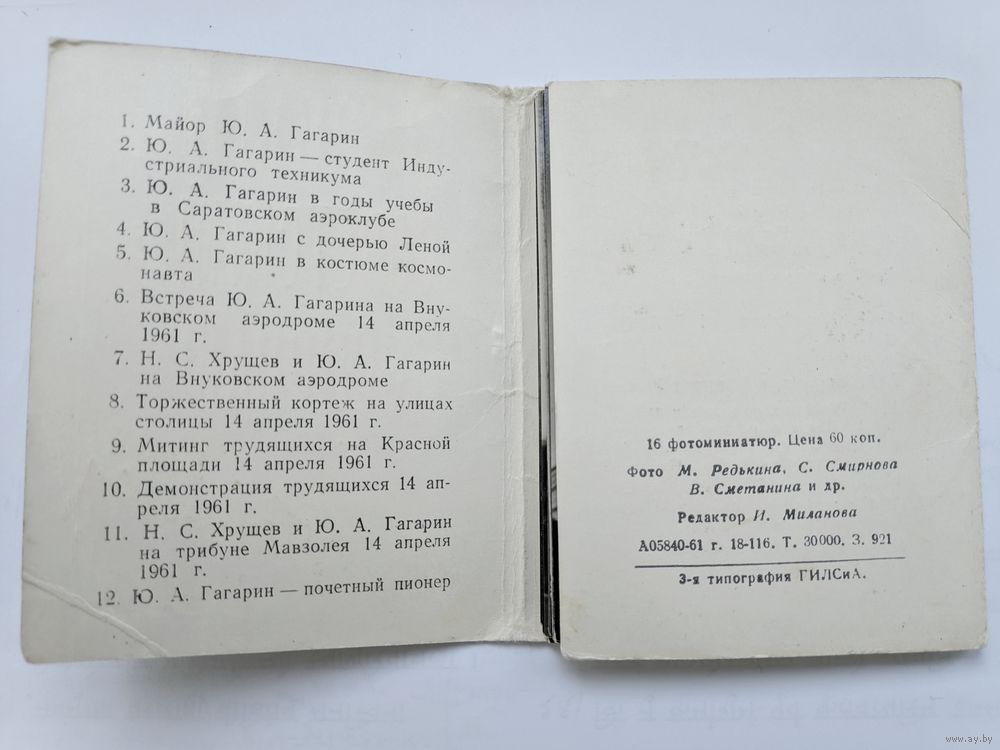 1. Майор Ю. А. Гагарин
2. Ю. А. Гагарин — студент Инду-
стриального техникума
3. Ю. А. Гагарин в годы учебы
в Саратовском аэроклубе
4. Ю. А. Гагарин с дочерью Леной
5. Ю. А. Гагарин в костюме космо-
навта
6. Встреча Ю. А. Гагарина на Вну-
ковском аэродроме 14 апреля
1961 г.
7. Н. С. Хрущев и Ю. А. Гагарин
на Внуковском аэродроме
8. Торжественный кортеж на улицах
столицы 14 апреля 1961 г.
9. Митинг трудящихся на Красной
площади 14 апреля 1961 г.
10. Демонстрация трудящихся 14 ап-
реля 1961 г.
11. Н. С. Хрущев и Ю. А. Гагарин
на трибуне Мавзолея 14 апреля
1961 г.
12. Ю. А. Гагарин — почетный пионер
16 фотоминиатюр. Цена 60 коп.
Фото М. Редькина, С. Смирнова
В. Сметанина и др.
Редактор И. Миланова
А05840-61 г. 18-116. Т. 30000. З. 921
3-я типография ГИЛСиА.
www.ay.by